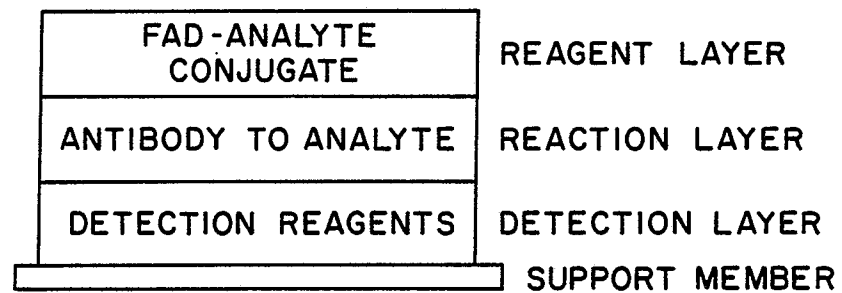 FAD-ANALYTE
CONJUGATE
REAGENT LAYER
ANTIBODY TO ANALYTE
REACTION LAYER
DETECTION REAGENTS
DETECTION LAYER
SUPPORT MEMBER